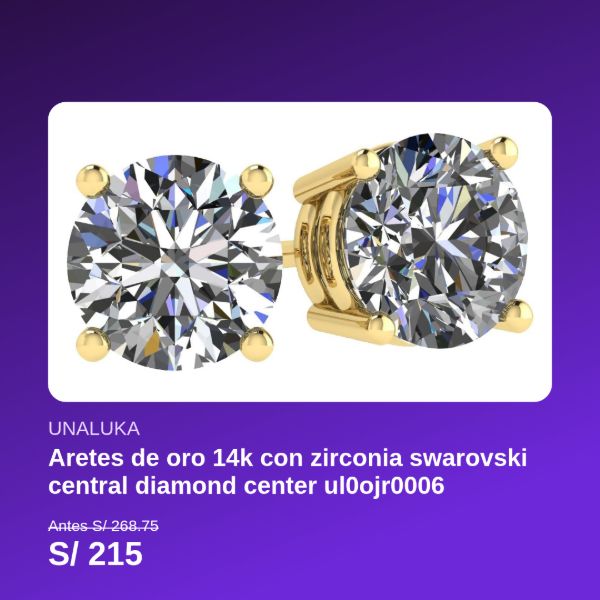 UNALUKA
Aretes de oro 14k con zirconia swarovski
central diamond center ul0ojr0006
Antes S/ 268.75
S/ 215